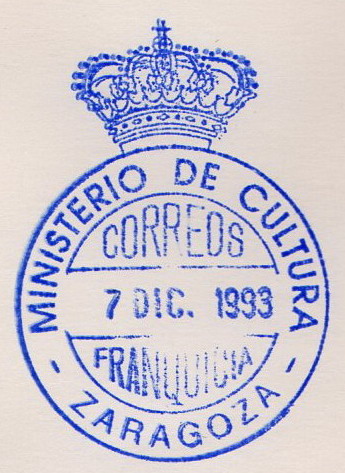 MINISTERIO DE CULTURA
CORREOS
7 DIC. 1993
FRANQUICIA
- ZARAGOZA -